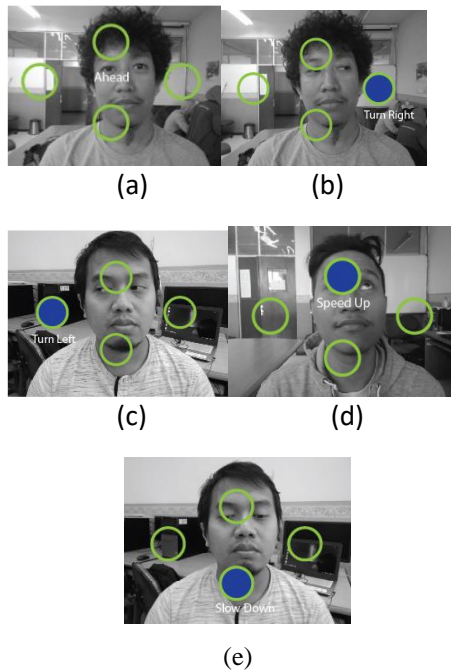 Ahead
Turn Right
(a)
(b)
Turn Left
Speed Up
(c)
(d)
Slow Down
(e)